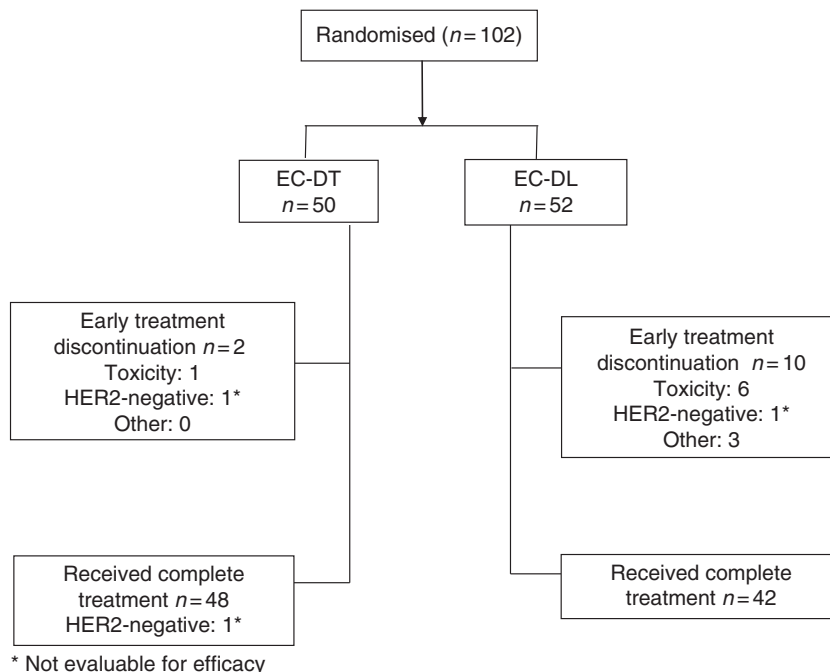 Randomised (n=102)
EC-DT
n=50
EC-DL
n=52
Early treatment
discontinuation n=2
Toxicity: 1
HER2-negative: 1*
Other: 0
Early treatment
discontinuation n=10
Toxicity: 6
HER2-negative: 1*
Other: 3
Received complete
treatment n=48
HER2-negative: 1*
Received complete
treatment n=42
* Not evaluable for efficacy